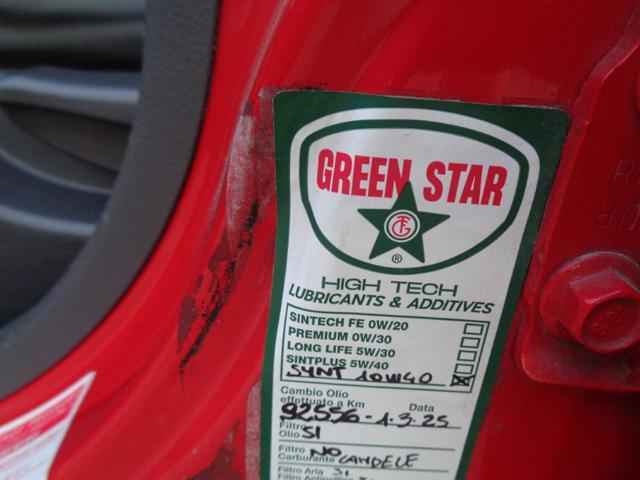 GREEN STAR
®
HIGH TECH
LUBRICANTS & ADDITIVES
SINTECH FE 0W/20
PREMIUM 0W/30
LONG LIFE 5W/30
SINTPLUS 5W/40
SYNT 10W40
Cambio Olio
effettuato a Km Data
92556 - 1.3.25
Filtro
Olio SI
Filtro NO
Carburante CANDELE
Filtro Aria SI
Filtro Antipolline